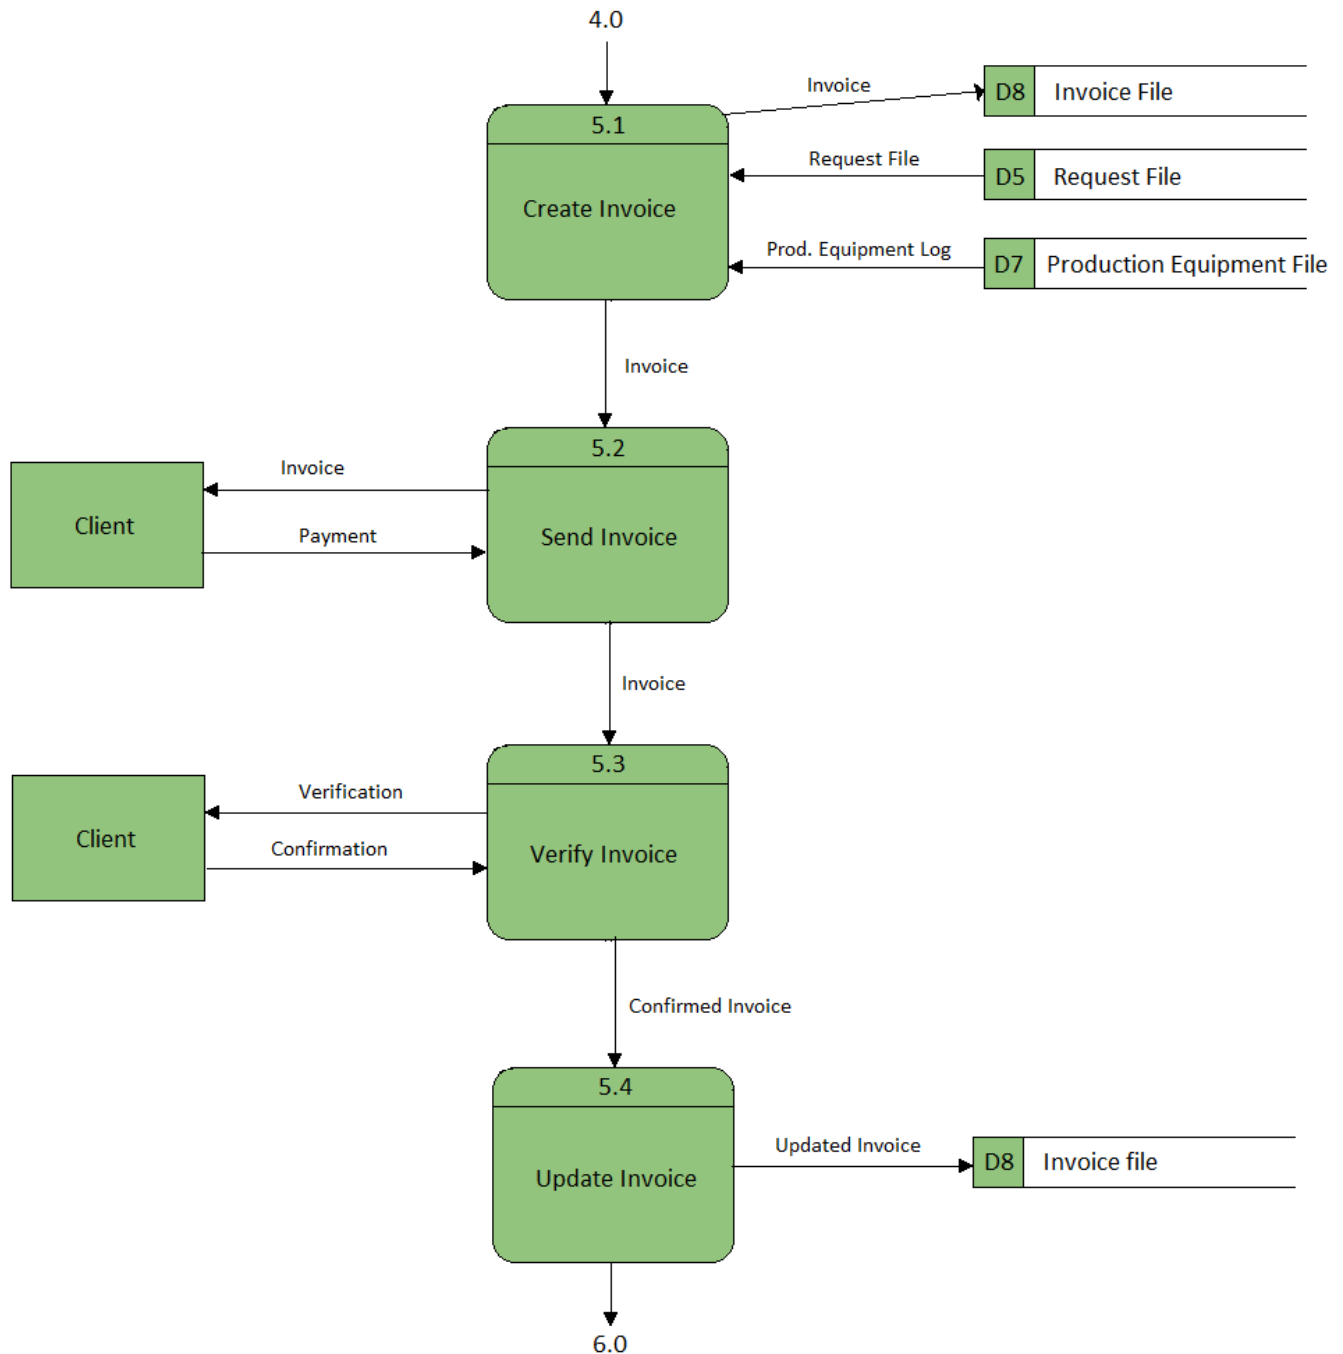 4.0
Invoice
D8 Invoice File
5.1
Request File
D5 Request File
Create Invoice
Prod. Equipment Log
D7 Production Equipment File
Invoice
5.2
Invoice
Client
Payment
Send Invoice
Invoice
5.3
Verification
Client
Confirmation
Verify Invoice
Confirmed Invoice
5.4
Updated Invoice
D8 Invoice file
Update Invoice
6.0